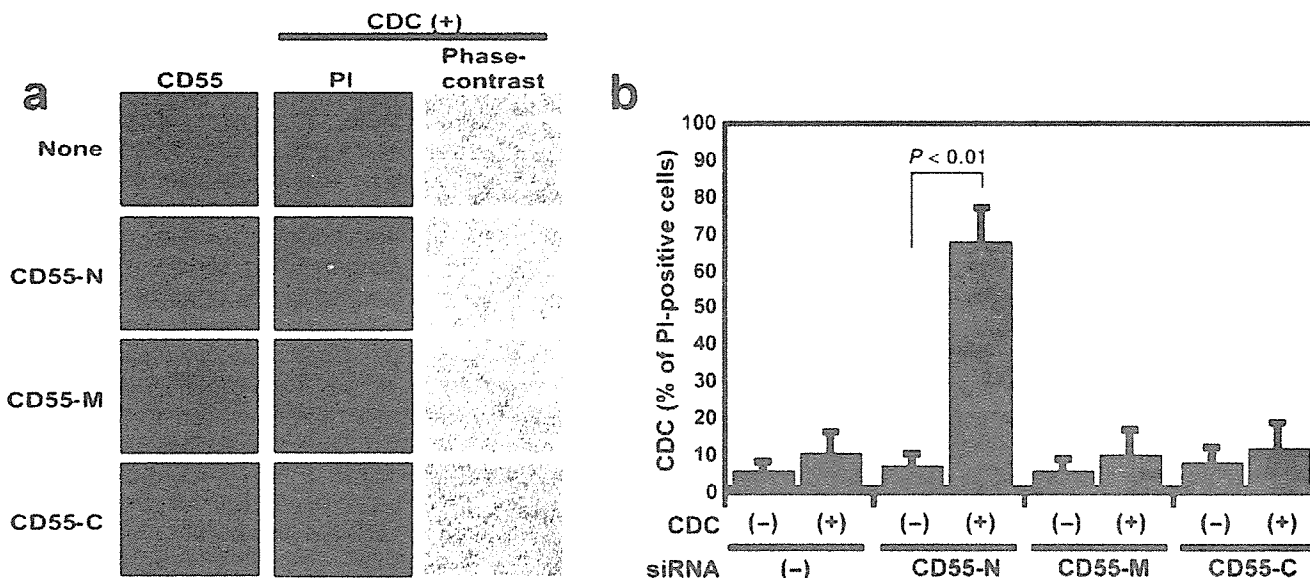 a
CDC (+)
CD55
PI
Phase-
contrast
None
CD55-N
CD55-M
CD55-C
b
CDC (% of PI-positive cells)
100
90
80
70
60
50
40
30
20
10
0
P < 0.01
CDC (-) (+) (-) (+) (-) (+) (-) (+)
siRNA (-) CD55-N CD55-M CD55-C